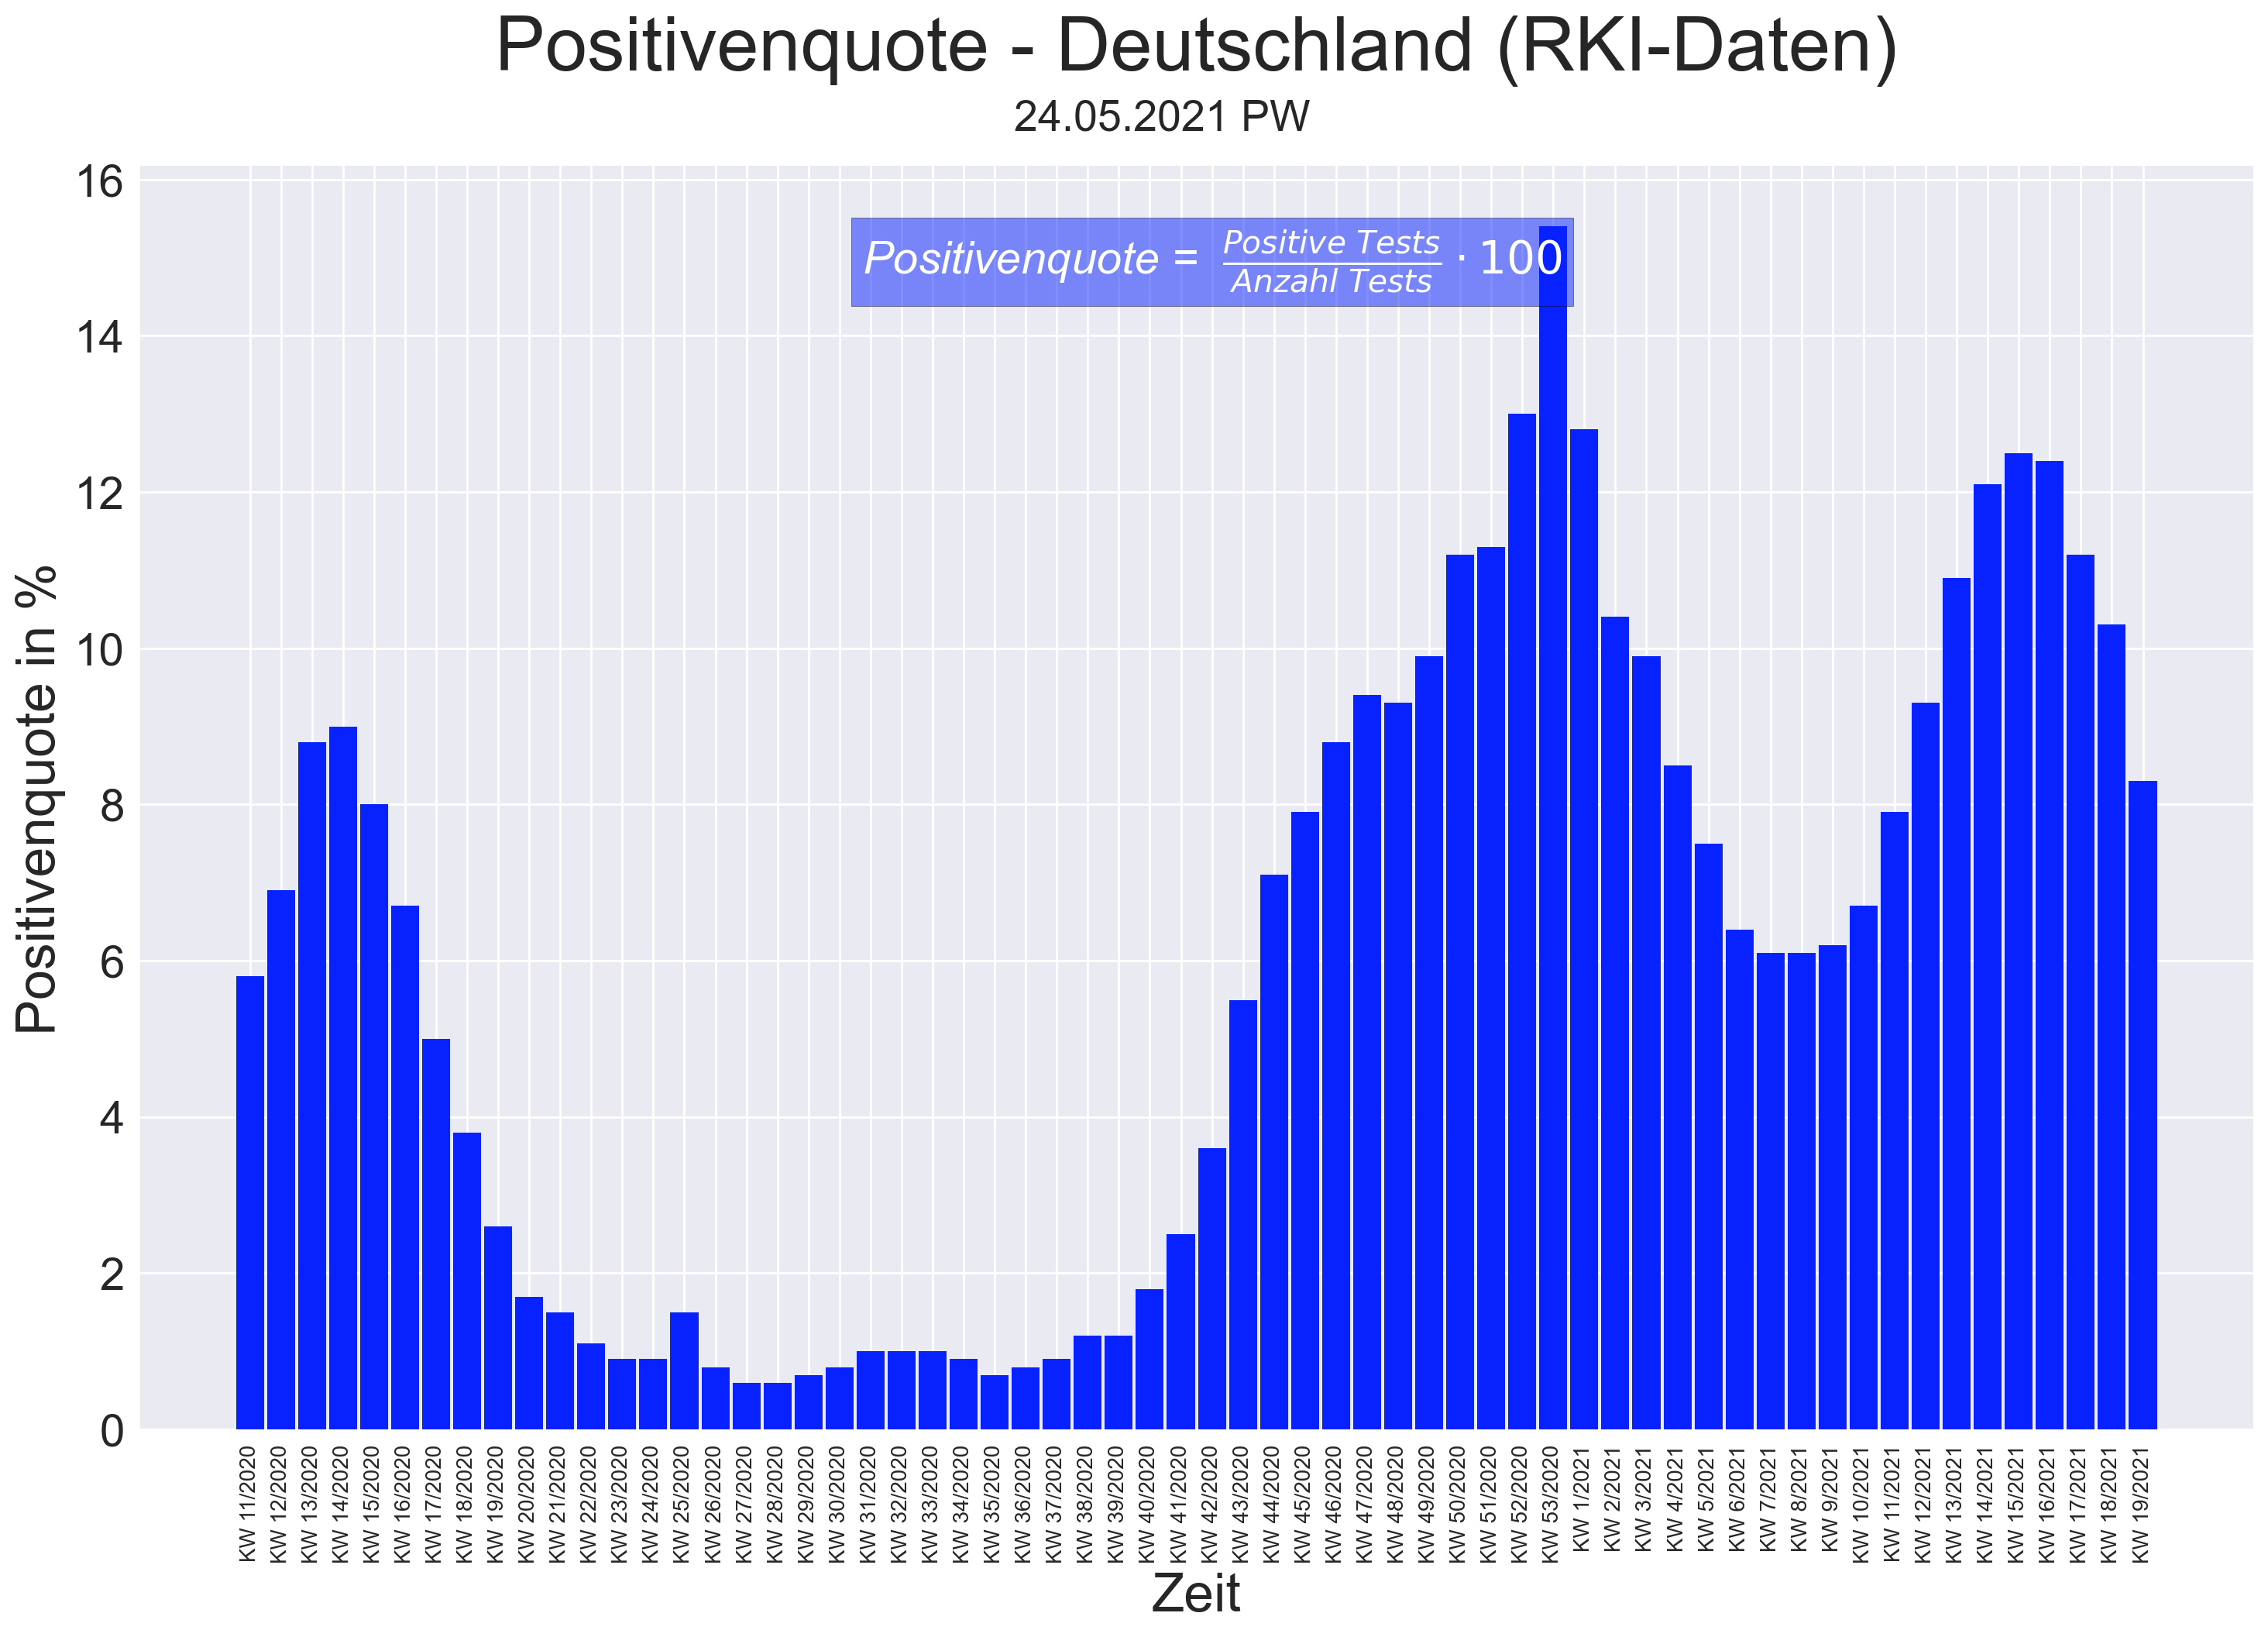 Positivenquote - Deutschland (RKI-Daten)
24.05.2021 PW
Positivenquote = Positive Tests / Anzahl Tests · 100
Positivenquote in %
16
14
12
10
8
6
4
2
0
KW 11/2020
KW 12/2020
KW 13/2020
KW 14/2020
KW 15/2020
KW 16/2020
KW 17/2020
KW 18/2020
KW 19/2020
KW 20/2020
KW 21/2020
KW 22/2020
KW 23/2020
KW 24/2020
KW 25/2020
KW 26/2020
KW 27/2020
KW 28/2020
KW 29/2020
KW 30/2020
KW 31/2020
KW 32/2020
KW 33/2020
KW 34/2020
KW 35/2020
KW 36/2020
KW 37/2020
KW 38/2020
KW 39/2020
KW 40/2020
KW 41/2020
KW 42/2020
KW 43/2020
KW 44/2020
KW 45/2020
KW 46/2020
KW 47/2020
KW 48/2020
KW 49/2020
KW 50/2020
KW 51/2020
KW 52/2020
KW 53/2020
KW 1/2021
KW 2/2021
KW 3/2021
KW 4/2021
KW 5/2021
KW 6/2021
KW 7/2021
KW 8/2021
KW 9/2021
KW 10/2021
KW 11/2021
KW 12/2021
KW 13/2021
KW 14/2021
KW 15/2021
KW 16/2021
KW 17/2021
KW 18/2021
KW 19/2021
Zeit